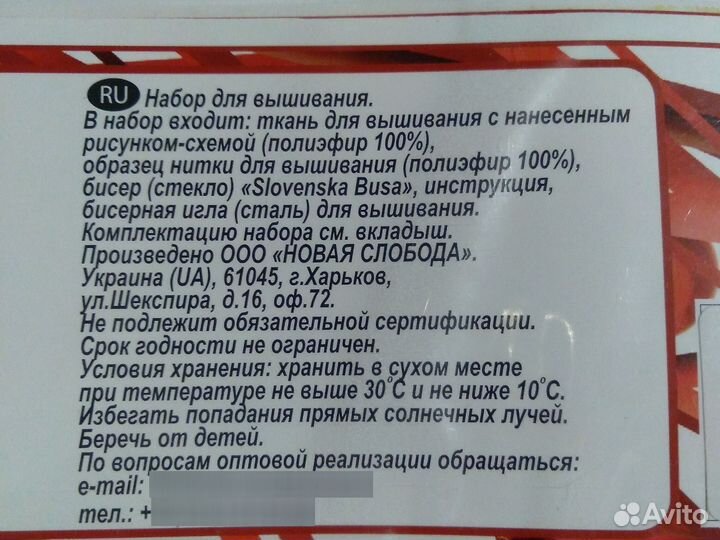 RU Набор для вышивания.
В набор входит: ткань для вышивания с нанесенным
рисунком-схемой (полиэфир 100%),
образец нитки для вышивания (полиэфир 100%),
бисер (стекло) «Slovenska Busa», инструкция,
бисерная игла (сталь) для вышивания.
Комплектацию набора см. вкладыш.
Произведено ООО «НОВАЯ СЛОБОДА».
Украина (UA), 61045, г.Харьков,
ул.Шекспира, д.16, оф.72.
Не подлежит обязательной сертификации.
Срок годности не ограничен.
Условия хранения: хранить в сухом месте
при температуре не выше 30°С и не ниже 10°С.
Избегать попадания прямых солнечных лучей.
Беречь от детей.
По вопросам оптовой реализации обращаться:
e-mail:
тел.: +
Avito